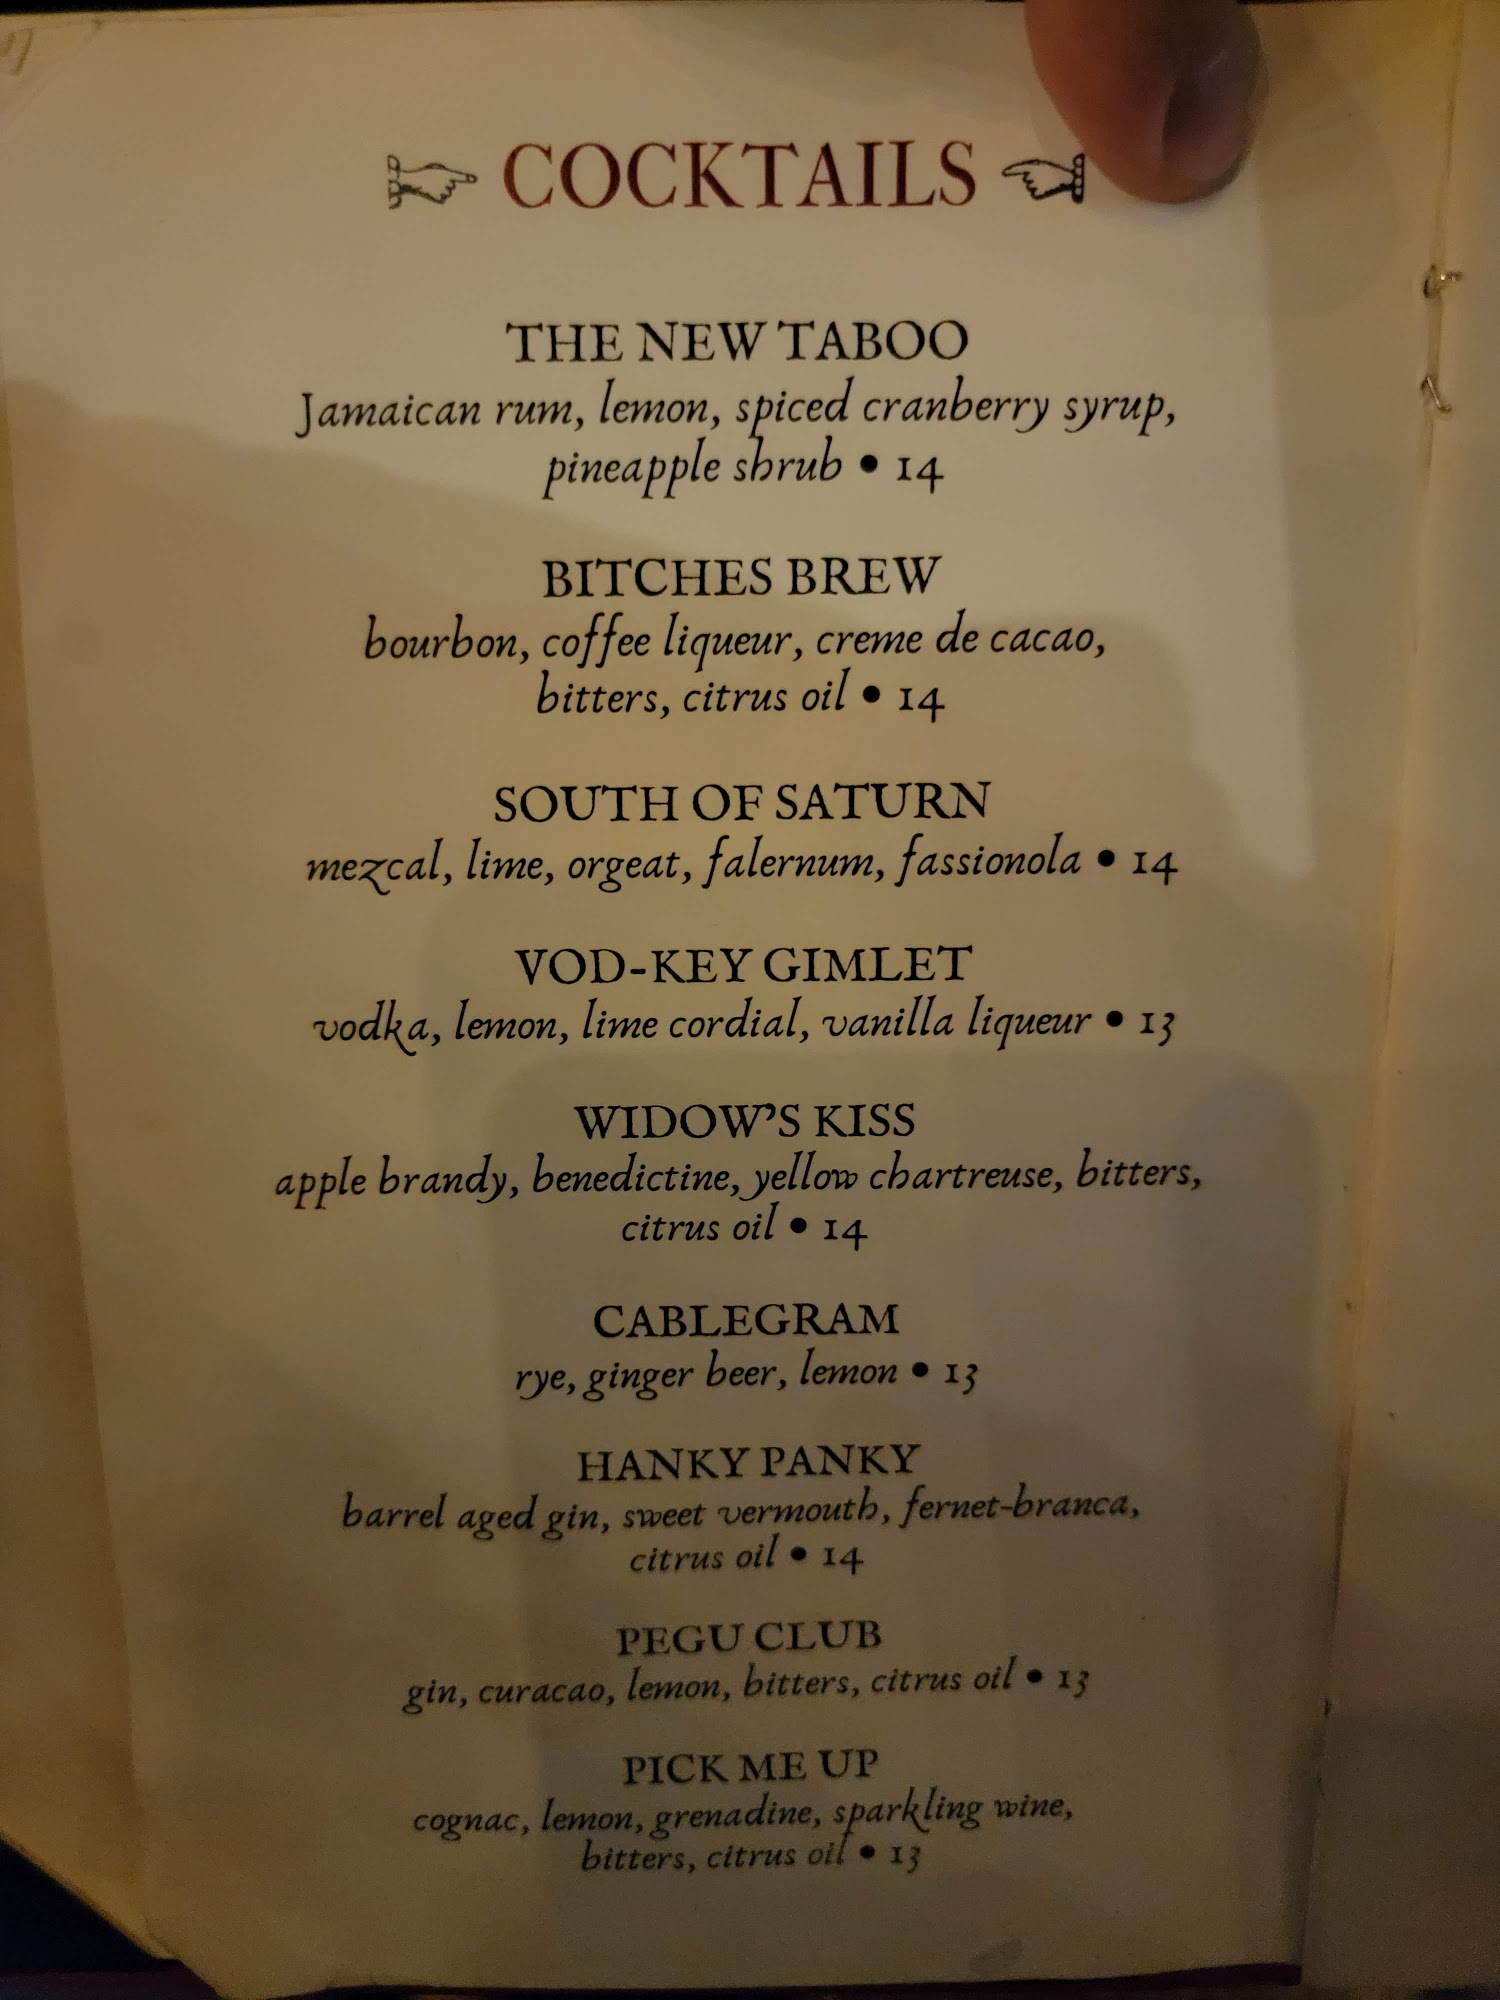 COCKTAILS
THE NEW TABOO
Jamaican rum, lemon, spiced cranberry syrup,
pineapple shrub • 14
BITCHES BREW
bourbon, coffee liqueur, creme de cacao,
bitters, citrus oil • 14
SOUTH OF SATURN
mezcal, lime, orgeat, falernum, fassionola • 14
VOD-KEY GIMLET
vodka, lemon, lime cordial, vanilla liqueur • 13
WIDOW'S KISS
apple brandy, benedictine, yellow chartreuse, bitters,
citrus oil • 14
CABLEGRAM
rye, ginger beer, lemon • 13
HANKY PANKY
barrel aged gin, sweet vermouth, fernet-branca,
citrus oil • 14
PEGU CLUB
gin, curacao, lemon, bitters, citrus oil • 13
PICK ME UP
cognac, lemon, grenadine, sparkling wine,
bitters, citrus oil • 13